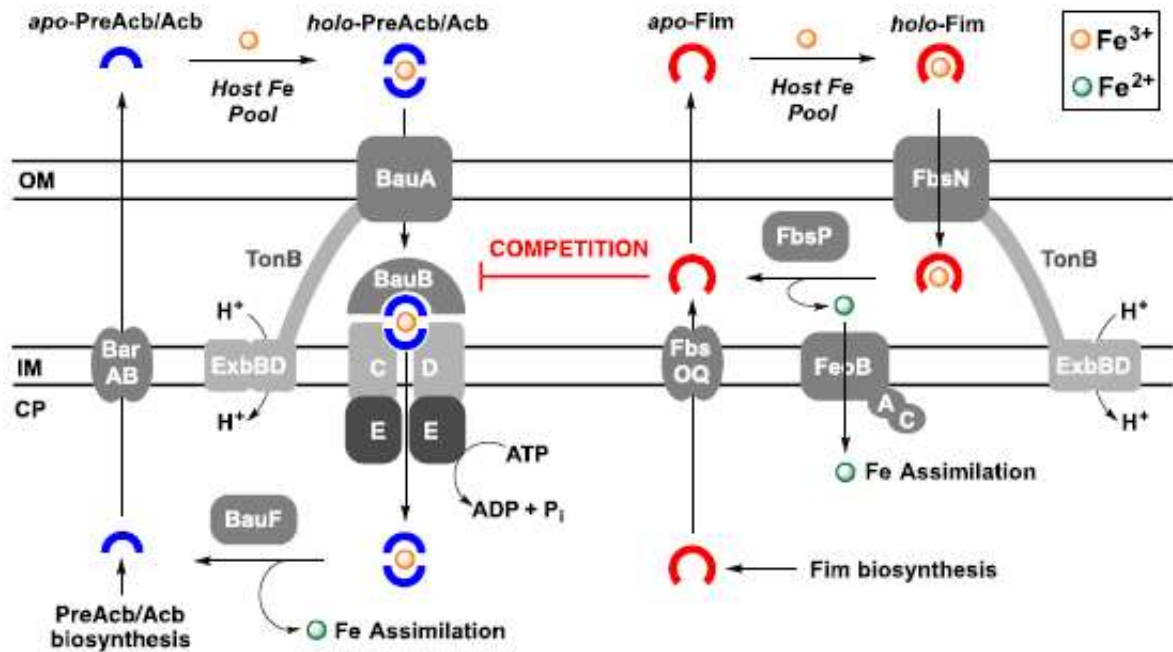 apo-PreAcb/Acb
holo-PreAcb/Acb
apo-Fim
holo-Fim
Fe³⁺
Fe²⁺
Host Fe
Pool
Host Fe
Pool
OM
BauA
FbsN
TonB
BauB
COMPETITION
FbsP
TonB
H⁺
H⁺
IM
Bar
AB
ExbBD
C
D
Fbs
OQ
FeoB
ExbBD
CP
H⁺
A
C
H⁺
E
E
ATP
Fe Assimilation
ADP + Pᵢ
BauF
Fim biosynthesis
PreAcb/Acb
biosynthesis
Fe Assimilation